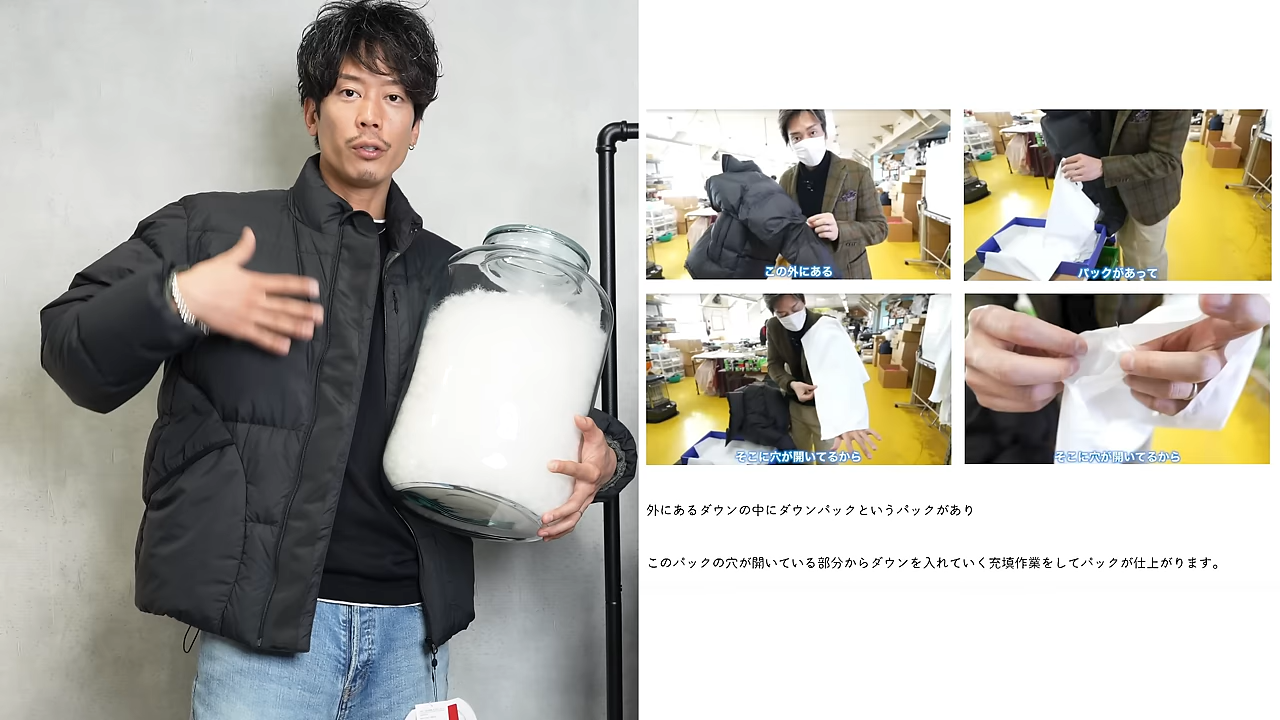 この外にある
パックがあって
そこに穴が開いてるから
そこに穴が開いてるから
外にあるダウンの中にダウンパックというパックがあり
このパックの穴が開いている部分からダウンを入れていく充填作業をしてパックが仕上がります。